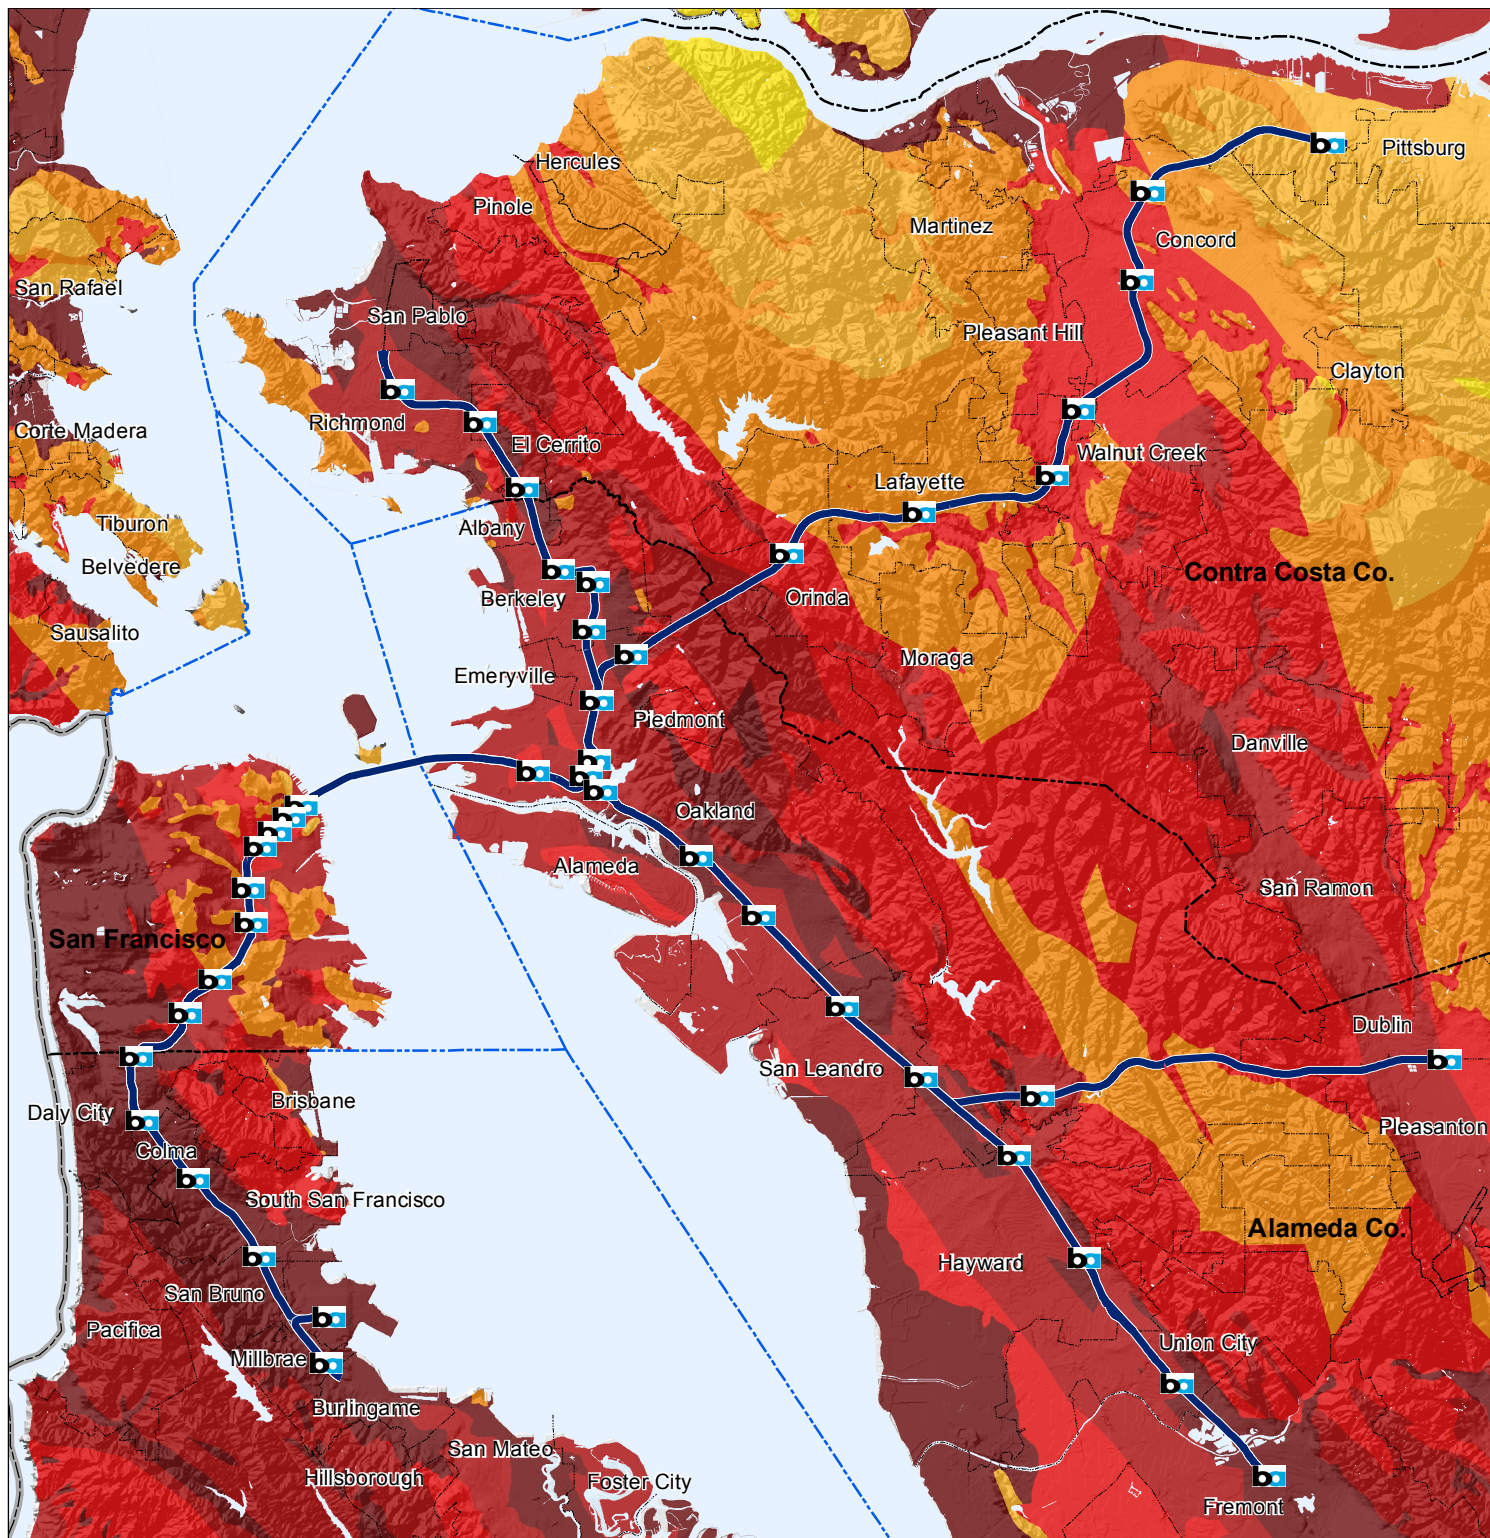 Hercules
Pittsburg
Pinole
Martinez
Concord
San Rafael
San Pablo
Pleasant Hill
Clayton
Richmond
Corte Madera
El Cerrito
Walnut Creek
Lafayette
Tiburon
Albany
Belvedere
Contra Costa Co.
Berkeley
Orinda
Sausalito
Moraga
Emeryville
Piedmont
Danville
Oakland
Alameda
San Ramon
San Francisco
Dublin
San Leandro
Brisbane
Daly City
Pleasanton
Colma
South San Francisco
Alameda Co.
Hayward
San Bruno
Pacifica
Union City
Millbrae
Burlingame
San Mateo
Hillsborough
Foster City
Fremont